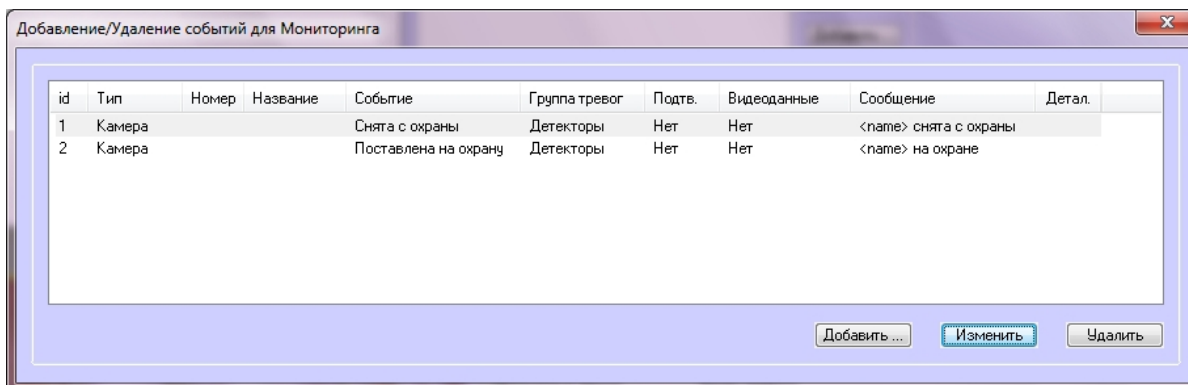 Добавление/Удаление событий для Мониторинга
id Тип Номер Название Событие Группа тревог Подтв. Видеоданные Сообщение Детал.
1 Камера Снята с охраны Детекторы Нет Нет <name> снята с охраны
2 Камера Поставлена на охрану Детекторы Нет Нет <name> на охране
Добавить ... Изменить Удалить